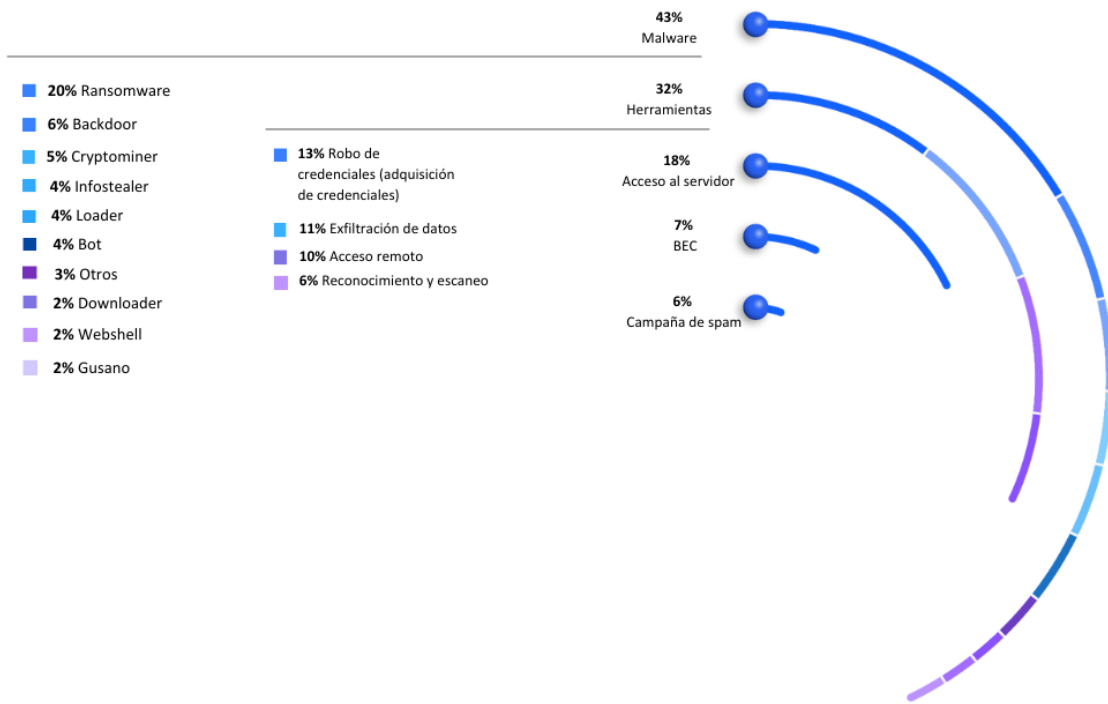 43%
Malware
20% Ransomware
6% Backdoor
5% Cryptominer
4% Infostealer
4% Loader
4% Bot
3% Otros
2% Downloader
2% Webshell
2% Gusano
32%
Herramientas
13% Robo de
credenciales (adquisición
de credenciales)
11% Exfiltración de datos
10% Acceso remoto
6% Reconocimiento y escaneo
18%
Acceso al servidor
7%
BEC
6%
Campaña de spam